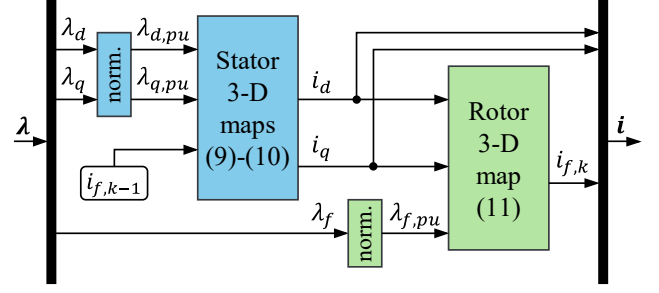 λ
λ_d
λ_q
norm.
λ_{d,pu}
λ_{q,pu}
i_{f,k−1}
Stator
3-D
maps
(9)-(10)
i_d
i_q
λ_f
norm.
λ_{f,pu}
Rotor
3-D
map
(11)
i_{f,k}
i